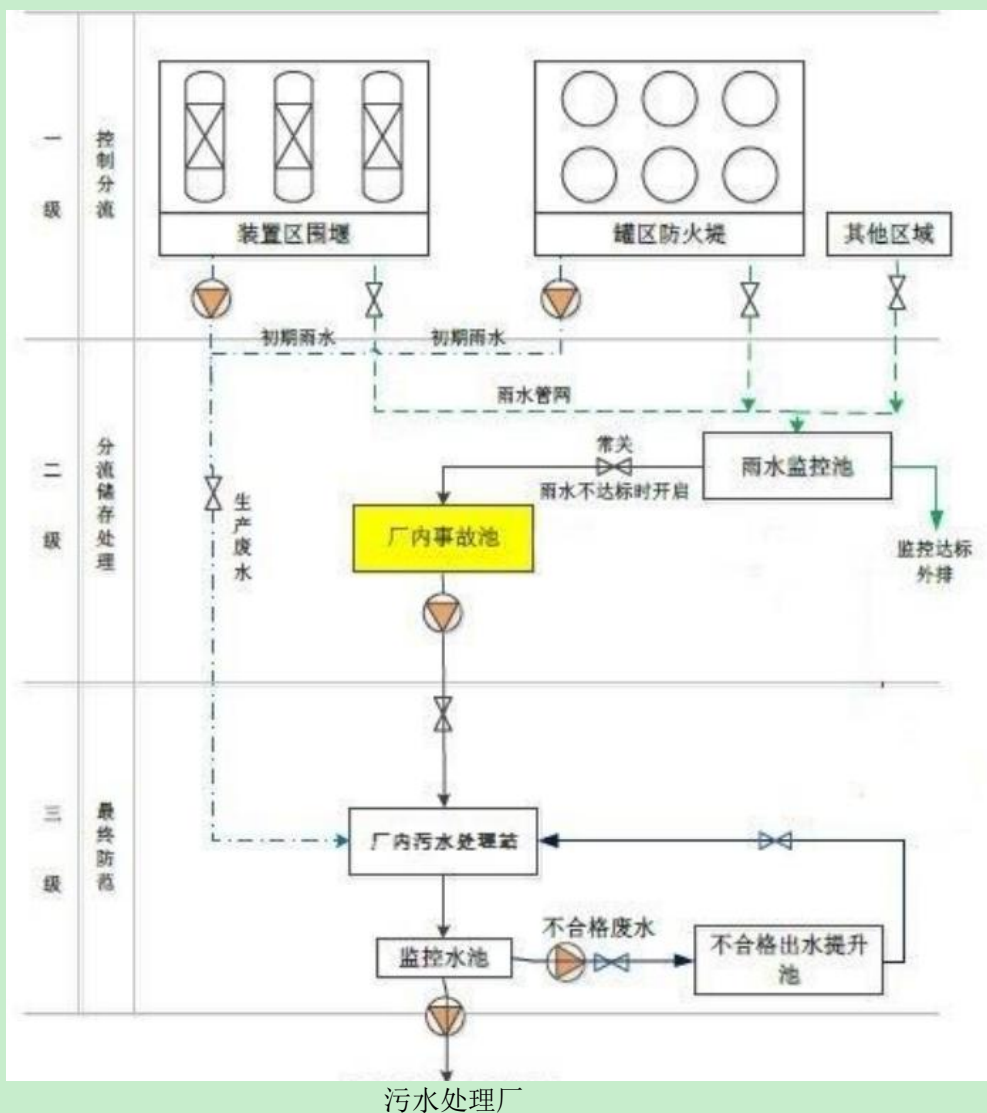 一级
控制分流
装置区围堰
罐区防火堤
其他区域
初期雨水
初期雨水
雨水管网
二级
分流储存处理
生产废水
常关
雨水不达标时开启
雨水监控池
厂内事故池
监控达标
外排
三级
最终防范
厂内污水处理站
不合格废水
监控水池
不合格出水提升
池
污水处理厂